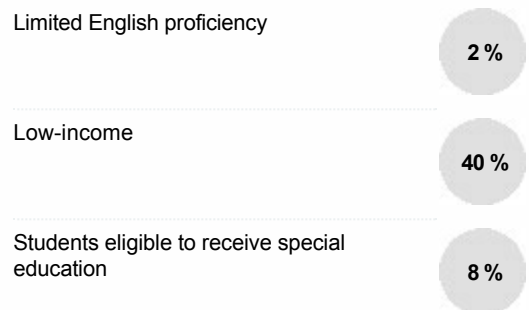 Limited English proficiency
2 %
Low-income
40 %
Students eligible to receive special
education
8 %